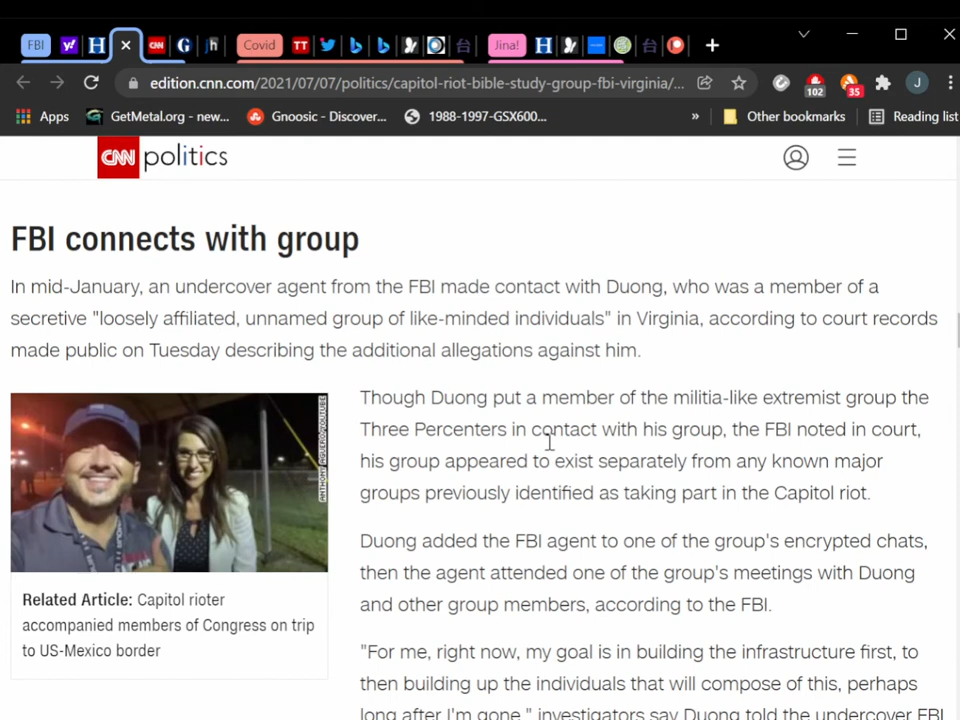 FBI
Covid
Jina!
edition.cnn.com/2021/07/07/politics/capitol-riot-bible-study-group-fbi-virginia/...
102
35
J
Apps
GetMetal.org - new...
Gnoosic - Discover...
1988-1997-GSX600...
»
Other bookmarks
Reading list
CNN politics
FBI connects with group
In mid-January, an undercover agent from the FBI made contact with Duong, who was a member of a
secretive "loosely affiliated, unnamed group of like-minded individuals" in Virginia, according to court records
made public on Tuesday describing the additional allegations against him.
ANTHONY AGUERO/YOUTUBE
Related Article: Capitol rioter
accompanied members of Congress on trip
to US-Mexico border
Though Duong put a member of the militia-like extremist group the
Three Percenters in contact with his group, the FBI noted in court,
his group appeared to exist separately from any known major
groups previously identified as taking part in the Capitol riot.
Duong added the FBI agent to one of the group's encrypted chats,
then the agent attended one of the group's meetings with Duong
and other group members, according to the FBI.
"For me, right now, my goal is in building the infrastructure first, to
then building up the individuals that will compose of this, perhaps
long after I'm gone," investigators say Duong told the undercover FBI